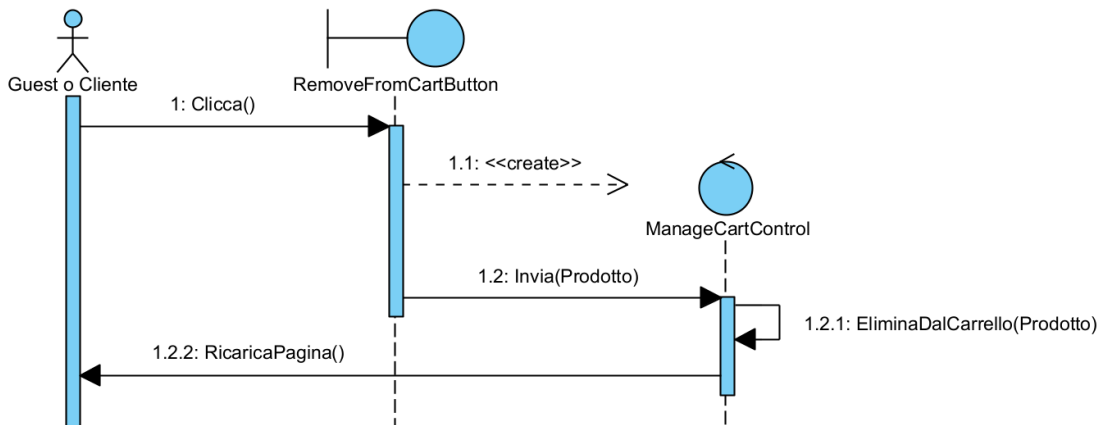 Guest o Cliente
RemoveFromCartButton
1: Clicca()
1.1: <<create>>
ManageCartControl
1.2: Invia(Prodotto)
1.2.1: EliminaDalCarrello(Prodotto)
1.2.2: RicaricaPagina()